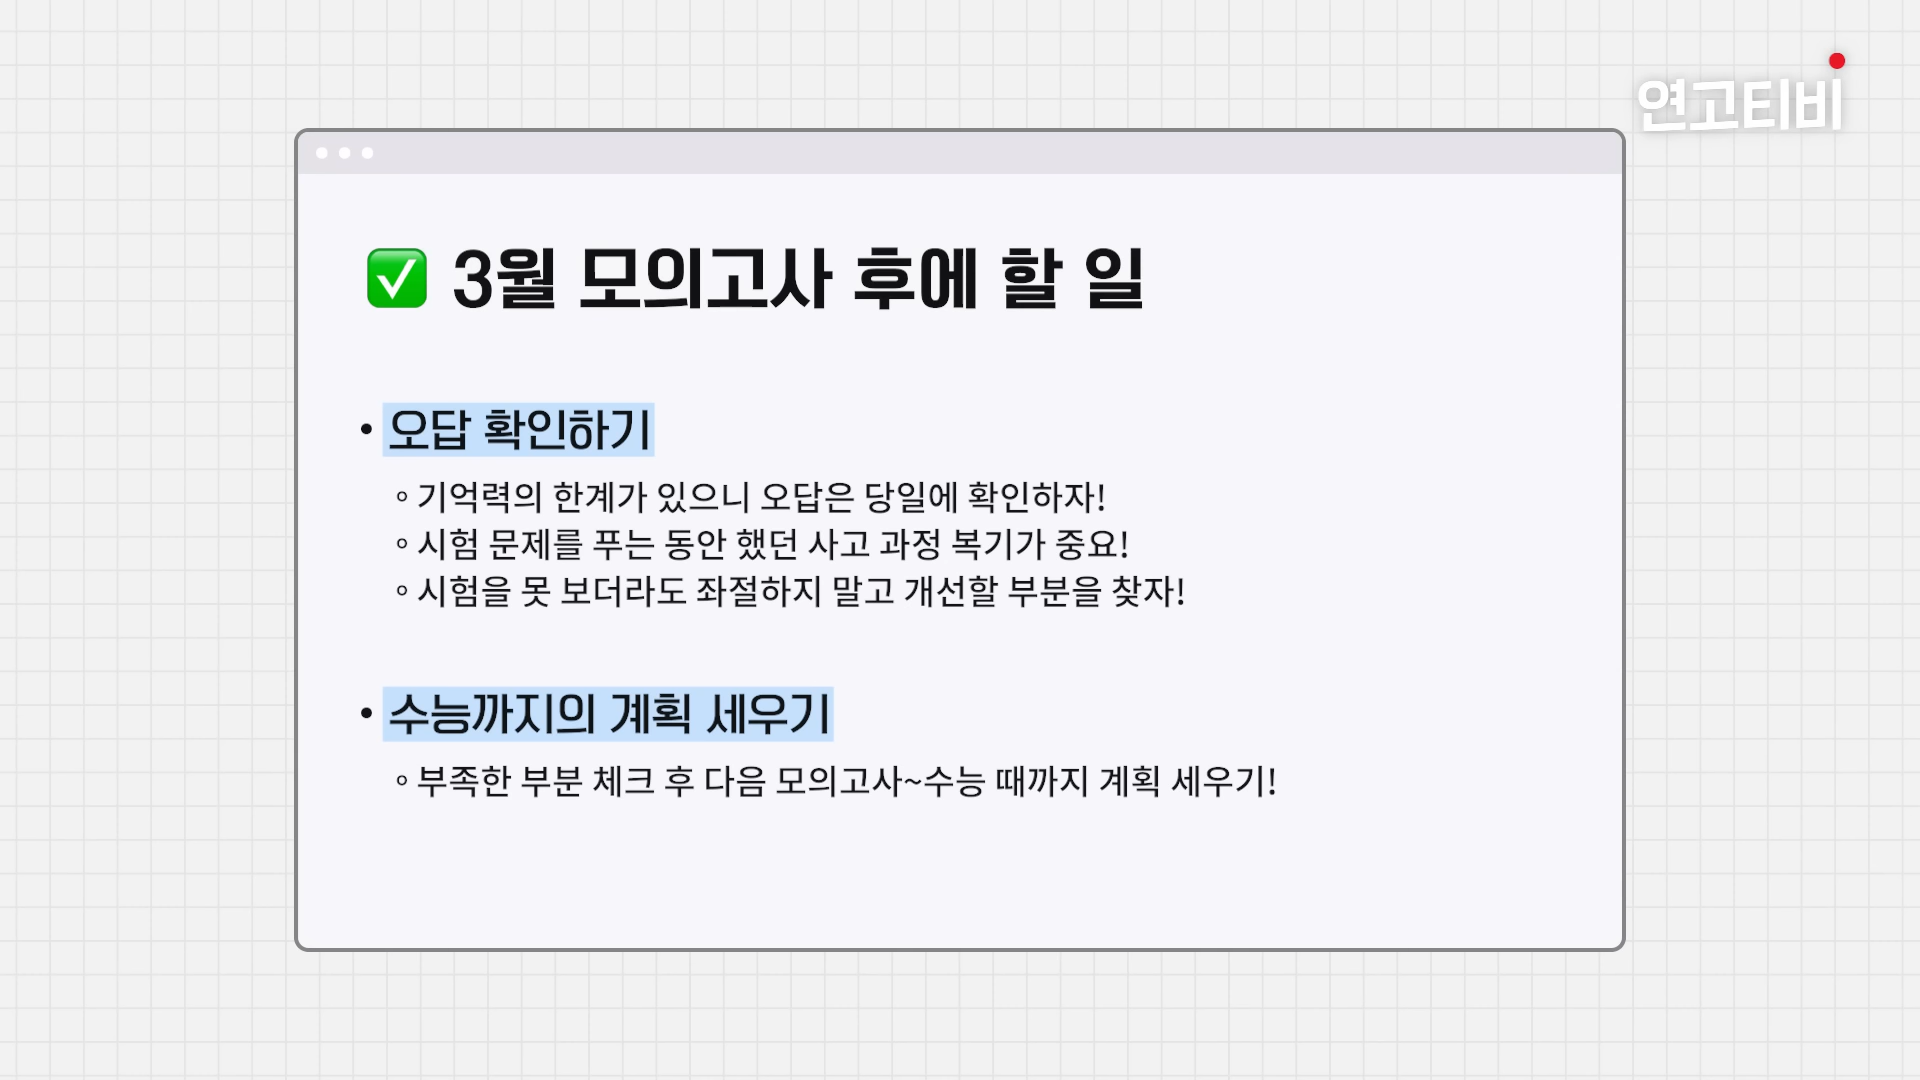 연고티비
✅ 3월 모의고사 후에 할 일
• 오답 확인하기
◦ 기억력의 한계가 있으니 오답은 당일에 확인하자!
◦ 시험 문제를 푸는 동안 했던 사고 과정 복기가 중요!
◦ 시험을 못 보더라도 좌절하지 말고 개선할 부분을 찾자!
• 수능까지의 계획 세우기
◦ 부족한 부분 체크 후 다음 모의고사~수능 때까지 계획 세우기!